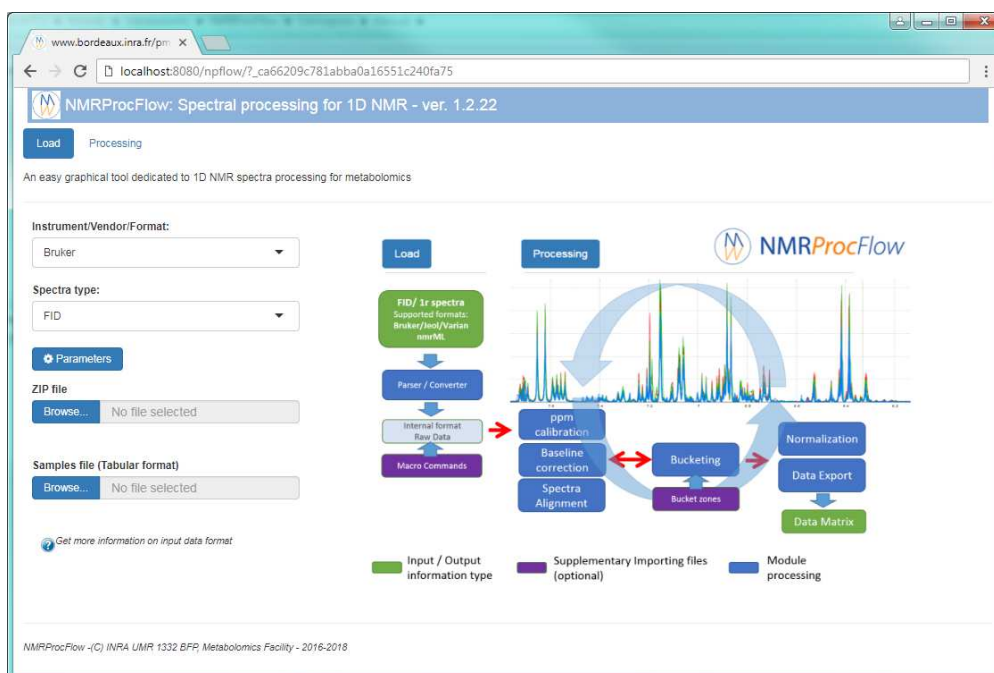 www.bordeaux.inra.fr/pm
localhost:8080/npflow/?_ca66209c781abba0a16551c240fa75
NMRProcFlow: Spectral processing for 1D NMR - ver. 1.2.22
Load
Processing
An easy graphical tool dedicated to 1D NMR spectra processing for metabolomics
Instrument/Vendor/Format:
Bruker
Spectra type:
FID
Parameters
ZIP file
Browse...
No file selected
Samples file (Tabular format)
Browse...
No file selected
Get more information on input data format
Load
Processing
NMRProcFlow
FID/ 1r spectra
Supported formats:
Bruker/Jeol/Varian
nmrML
Parser / Converter
Internal format
Raw Data
Macro Commands
ppm
calibration
Baseline
correction
Spectra
Alignment
Bucketing
Bucket zones
Normalization
Data Export
Data Matrix
Input / Output
information type
Supplementary Importing files
(optional)
Module
processing
NMRProcFlow -(C) INRA UMR 1332 BFP, Metabolomics Facility - 2016-2018